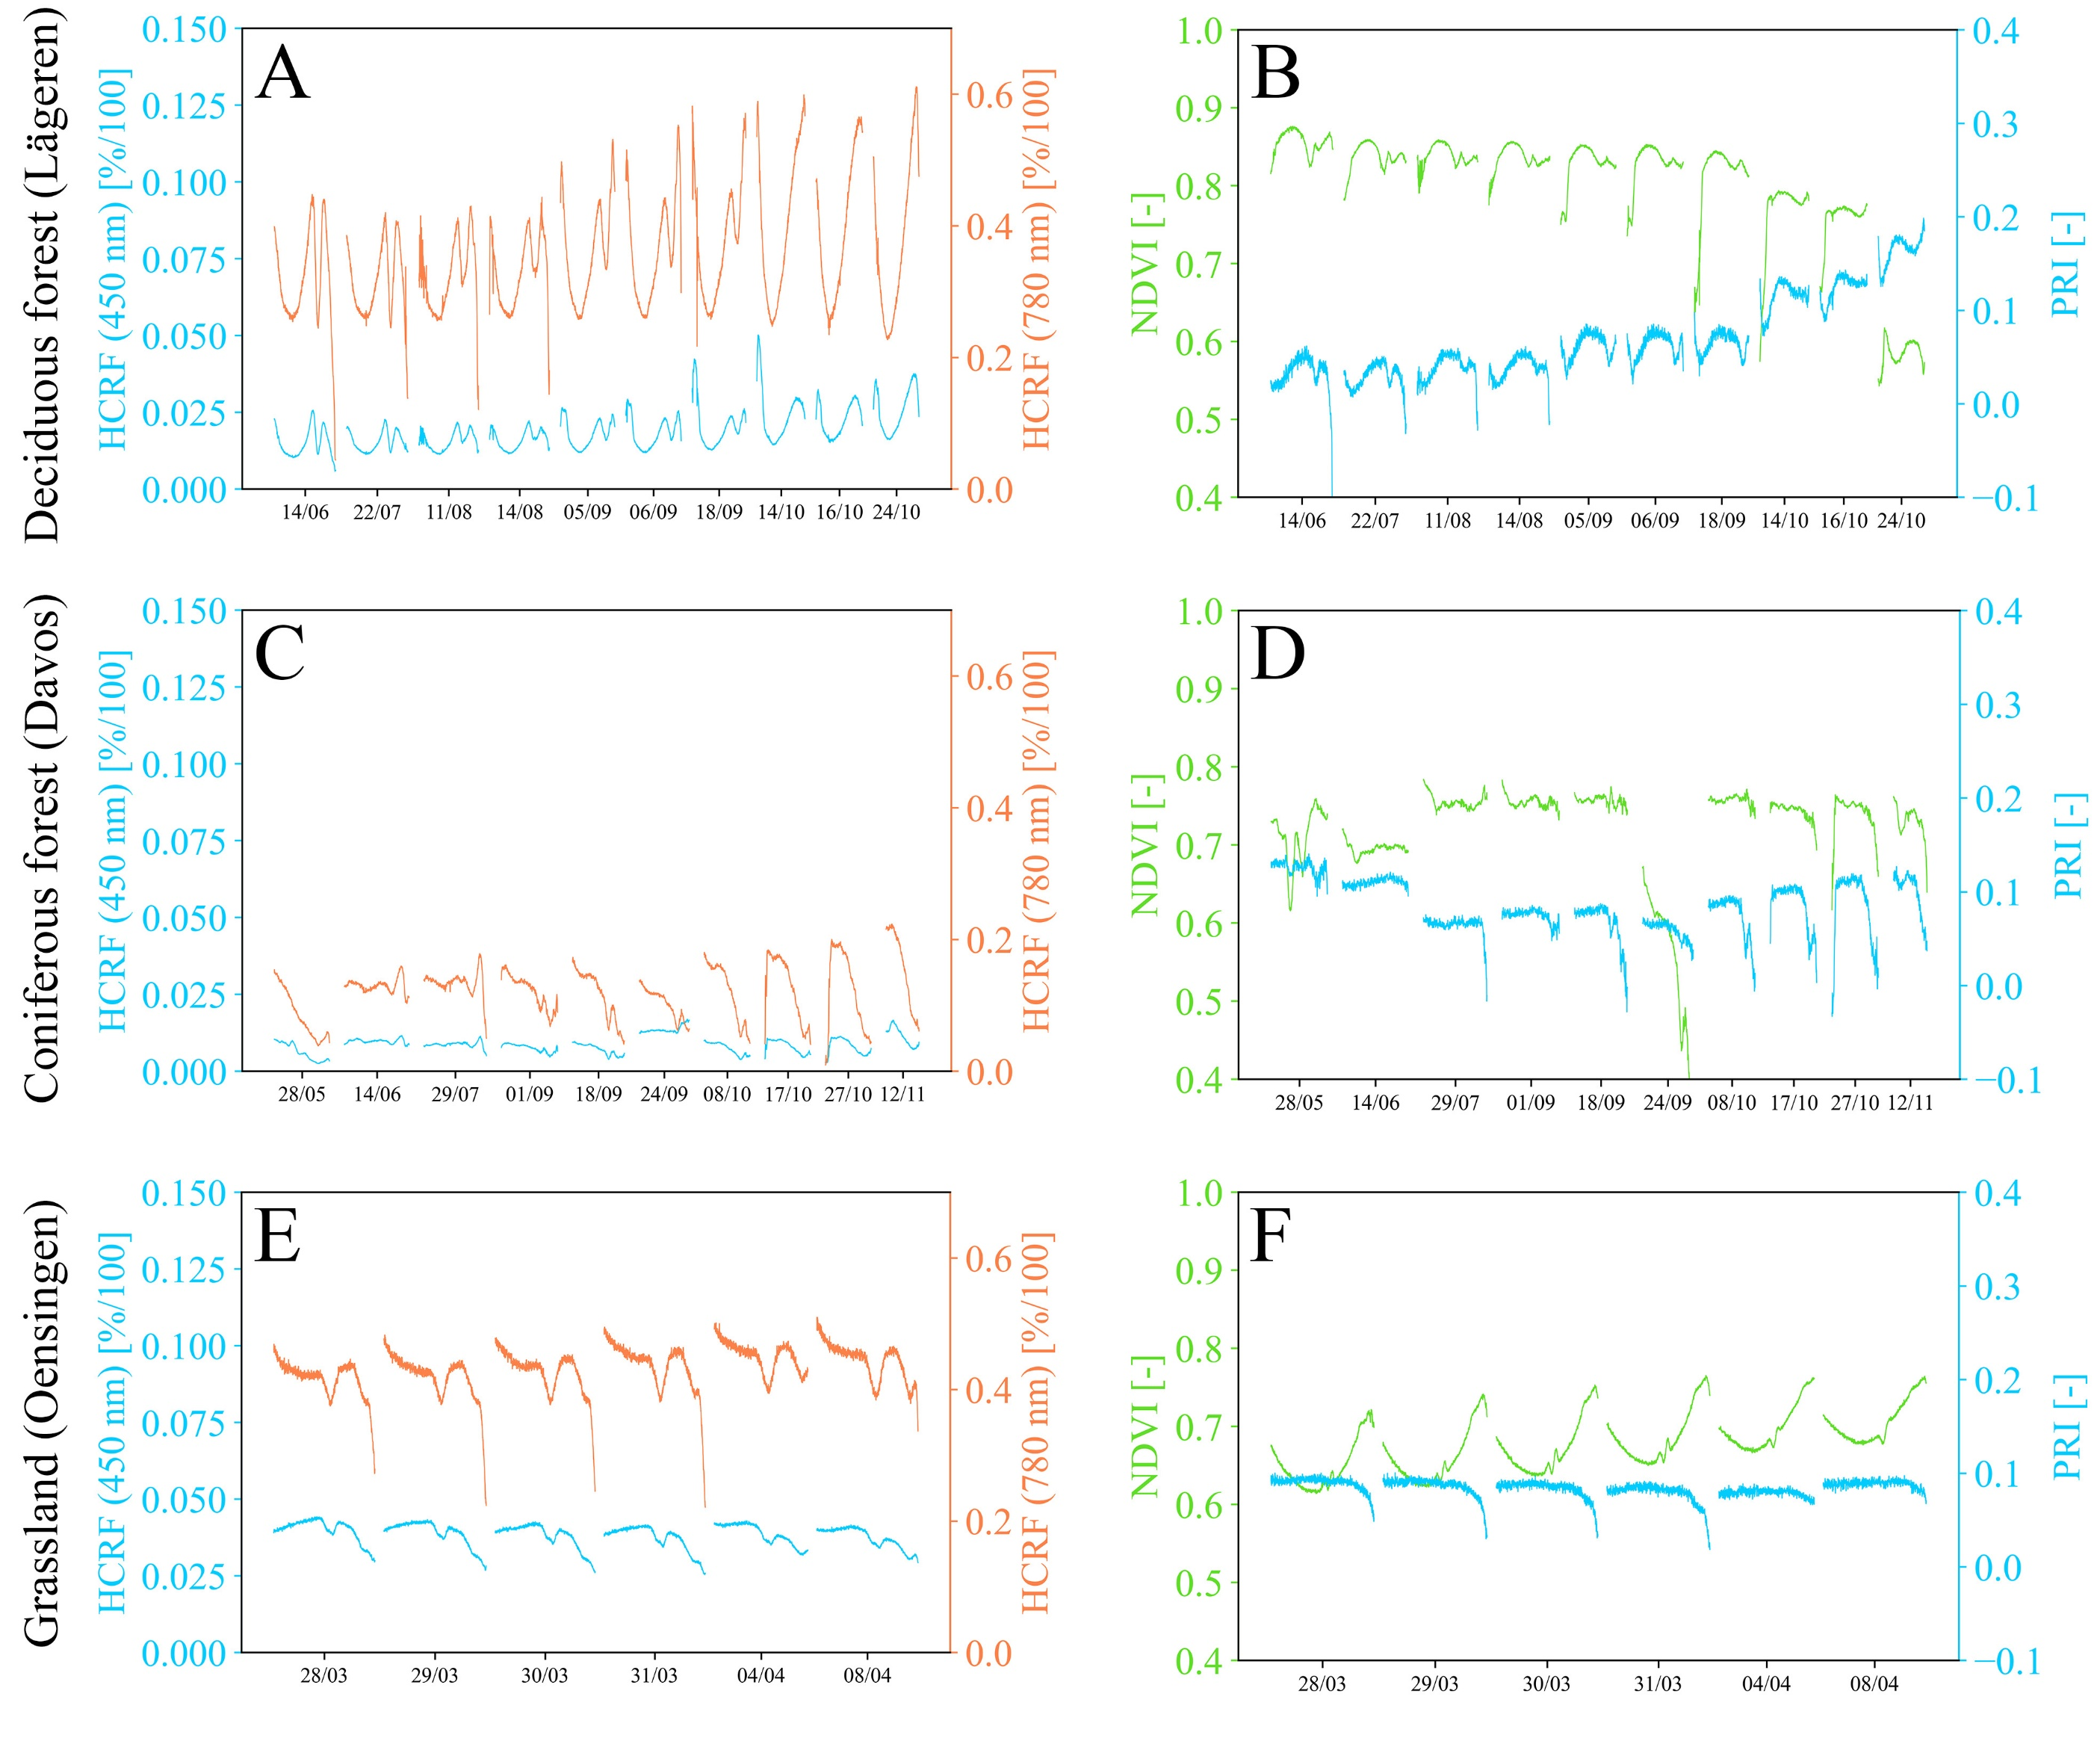 Deciduous forest (Lägeren)
HCRF (450 nm) [%/100]
0.150
0.125
0.100
0.075
0.050
0.025
0.000
A
14/06 22/07 11/08 14/08 05/09 06/09 18/09 14/10 16/10 24/10
0.6
0.4
0.2
0.0
HCRF (780 nm) [%/100]
NDVI [-]
1.0
0.9
0.8
0.7
0.6
0.5
0.4
B
14/06 22/07 11/08 14/08 05/09 06/09 18/09 14/10 16/10 24/10
0.4
0.3
0.2
0.1
0.0
−0.1
PRI [-]
Coniferous forest (Davos)
HCRF (450 nm) [%/100]
0.150
0.125
0.100
0.075
0.050
0.025
0.000
C
28/05 14/06 29/07 01/09 18/09 24/09 08/10 17/10 27/10 12/11
0.6
0.4
0.2
0.0
HCRF (780 nm) [%/100]
NDVI [-]
1.0
0.9
0.8
0.7
0.6
0.5
0.4
D
28/05 14/06 29/07 01/09 18/09 24/09 08/10 17/10 27/10 12/11
0.4
0.3
0.2
0.1
0.0
−0.1
PRI [-]
Grassland (Oensingen)
HCRF (450 nm) [%/100]
0.150
0.125
0.100
0.075
0.050
0.025
0.000
E
28/03 29/03 30/03 31/03 04/04 08/04
0.6
0.4
0.2
0.0
HCRF (780 nm) [%/100]
NDVI [-]
1.0
0.9
0.8
0.7
0.6
0.5
0.4
F
28/03 29/03 30/03 31/03 04/04 08/04
0.4
0.3
0.2
0.1
0.0
−0.1
PRI [-]